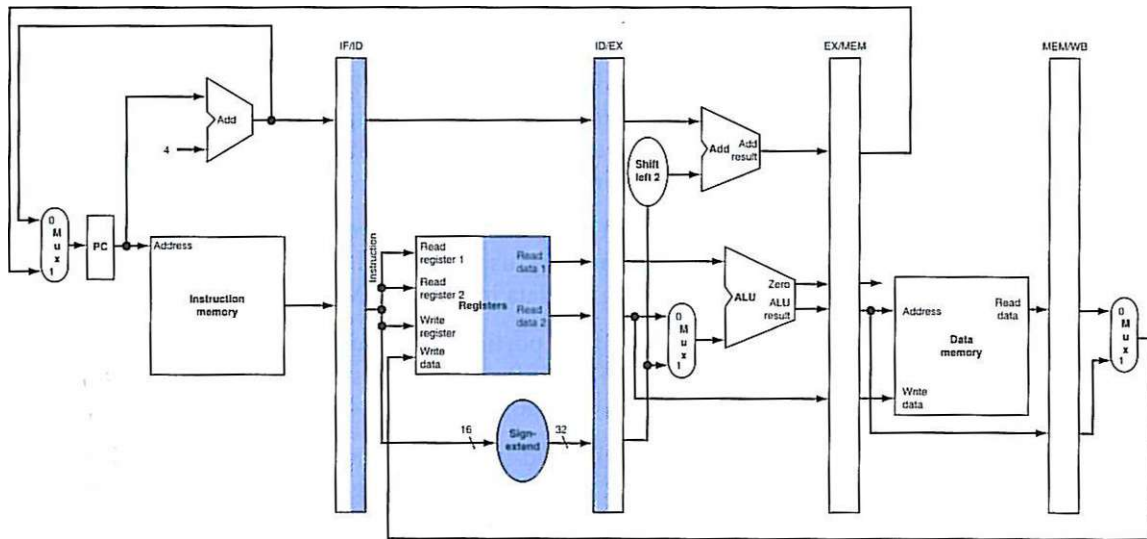 IF/ID
ID/EX
EX/MEM
MEM/WB
Add
4
Shift
left 2
Add
Add
result
0
M
u
x
1
PC
Address
Instruction
memory
Instruction
Read
register 1
Read
register 2
Write
register
Write
data
Registers
Read
data 1
Read
data 2
16
Sign-
extend
32
0
M
u
x
1
Zero
ALU
ALU
result
Address
Read
data
Data
memory
Write
data
0
M
u
x
1